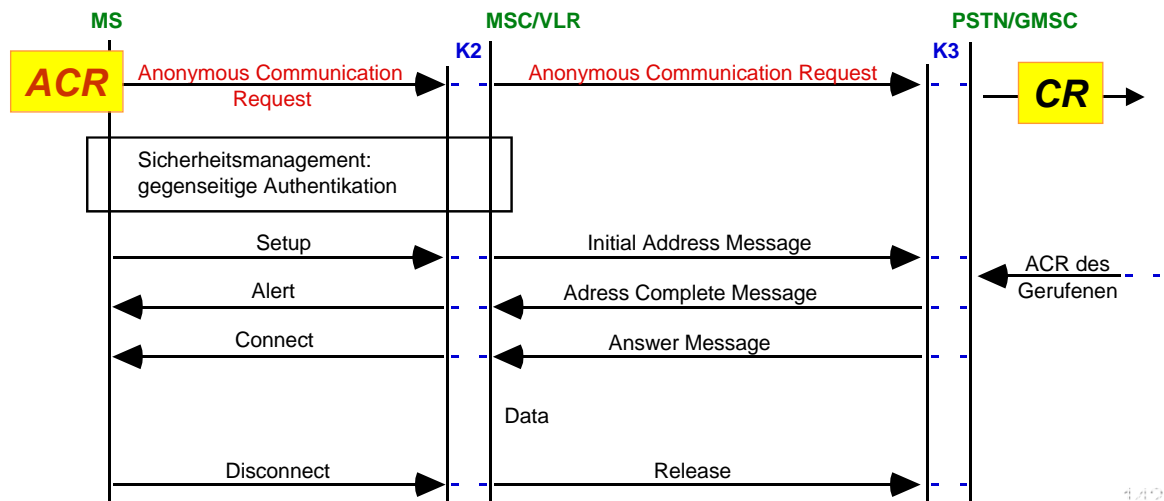 MS
MSC/VLR
PSTN/GMSC
K2
K3
ACR
Anonymous Communication
Request
Anonymous Communication Request
CR
Sicherheitsmanagement:
gegenseitige Authentikation
Setup
Initial Address Message
ACR des
Gerufenen
Alert
Adress Complete Message
Connect
Answer Message
Data
Disconnect
Release